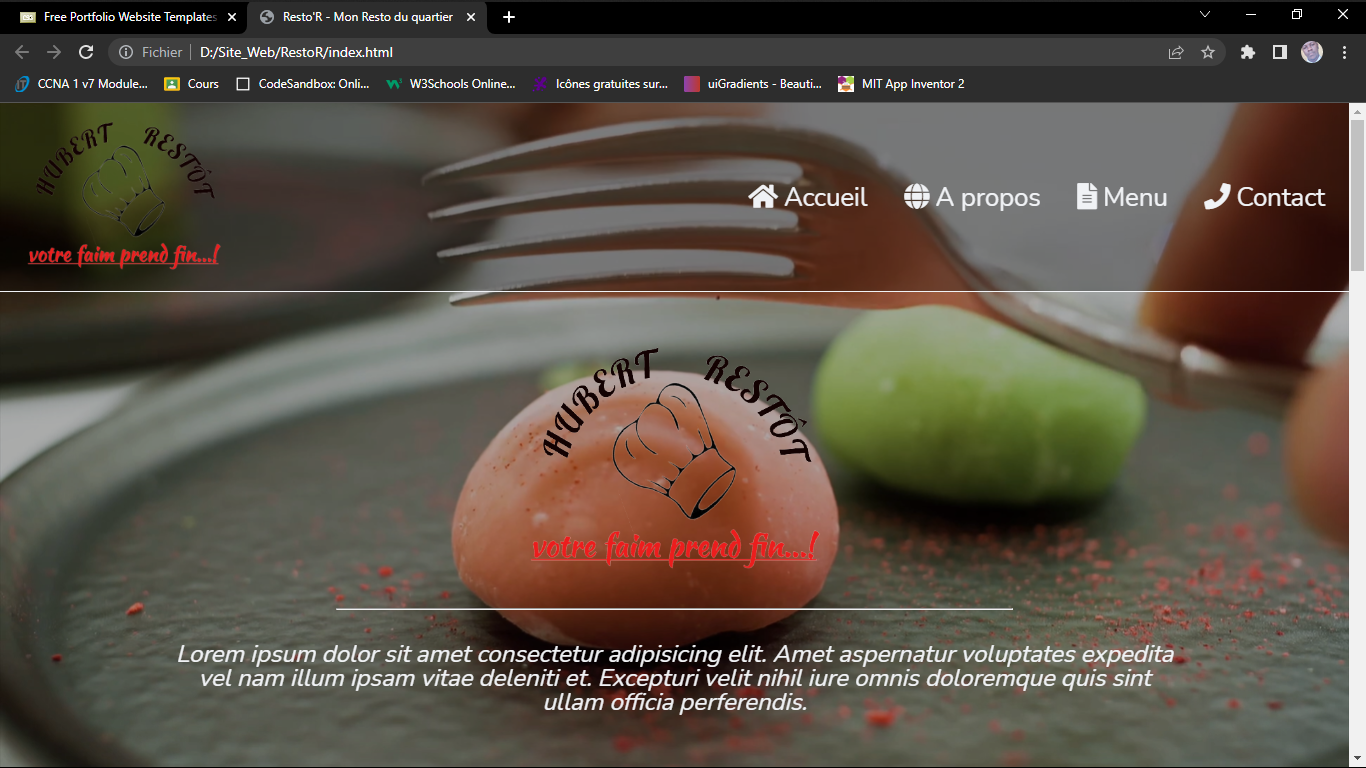 Free Portfolio Website Templates
Resto'R - Mon Resto du quartier
Fichier
D:/Site_Web/RestoR/index.html
CCNA 1 v7 Module...
Cours
CodeSandbox: Onli...
W3Schools Online...
Icônes gratuites sur...
uiGradients - Beauti...
MIT App Inventor 2
HUBERT RESTÔT
votre faim prend fin...!
Accueil
A propos
Menu
Contact
HUBERT RESTÔT
votre faim prend fin...!
Lorem ipsum dolor sit amet consectetur adipisicing elit. Amet aspernatur voluptates expedita
vel nam illum ipsam vitae deleniti et. Excepturi velit nihil iure omnis doloremque quis sint
ullam officia perferendis.